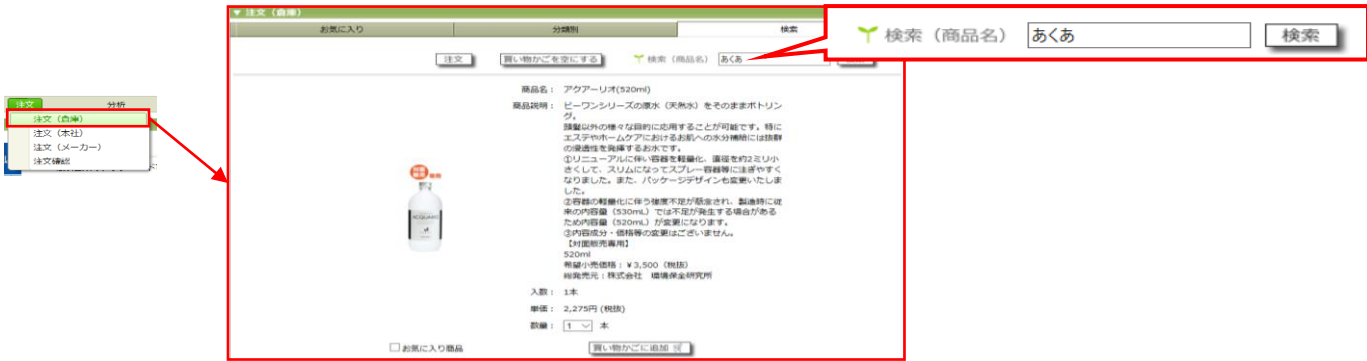 注文 分析
注文（倉庫）
注文（本社）
注文（メーカー）
注文確認
▼ 注文（倉庫）
お気に入り 分類別 検索
注文 買い物かごを空にする 検索（商品名） あくあ
検索（商品名） あくあ 検索
商品名： アクアーリオ(520ml)
商品説明： ビーワンシリーズの原水（天然水）をそのままボトリン
グ。
頭髪以外の様々な目的に応用することが可能です。特に
エステやホームケアにおけるお肌への水分補給には抜群
の浸透性を発揮するお水です。
①リニューアルに伴い容器を軽量化、直径を約2ミリ小
さくして、スリムになってスプレー容器等に注ぎやすく
なりました。また、パッケージデザインも変更いたしま
した。
②容器の軽量化に伴う強度不足が懸念され、製造時に従
来の内容量（530mL）では不足が発生する場合がある
ため内容量（520mL）が変更になります。
③内容成分・価格等の変更はございません。
【対面販売専用】
520ml
希望小売価格：￥3,500（税抜）
総発売元：株式会社　環境保全研究所
ACQUARIO
入数： 1本
単価： 2,275円 (税抜)
数量： 1 本
お気に入り商品 買い物かごに追加